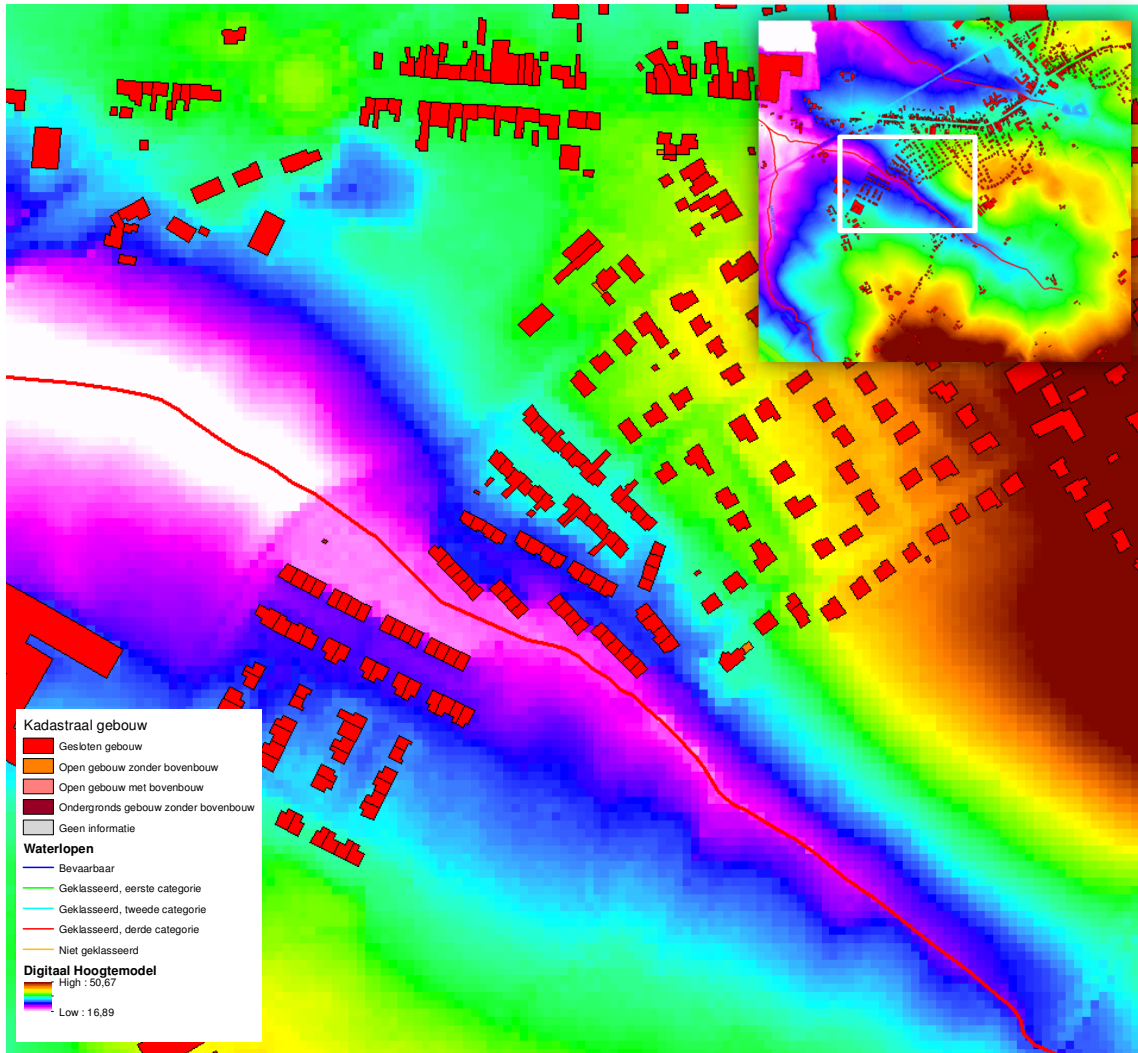 Kadastraal gebouw
Gesloten gebouw
Open gebouw zonder bovenbouw
Open gebouw met bovenbouw
Ondergronds gebouw zonder bovenbouw
Geen informatie
Waterlopen
Bevaarbaar
Geklasseerd, eerste categorie
Geklasseerd, tweede categorie
Geklasseerd, derde categorie
Niet geklasseerd
Digitaal Hoogtemodel
High : 50,67
Low : 16,89